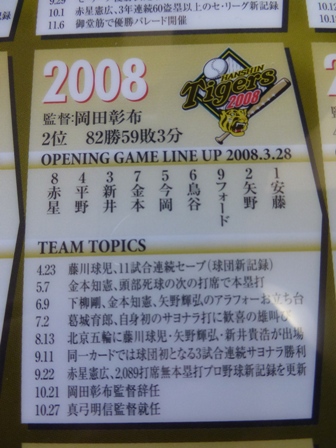 10.1 赤星憲広、3年連続60盗塁以上のセ・リーグ新記録
11.6 御堂筋で優勝パレード開催
2008
HANSHIN
Tigers
2008
監督:岡田彰布
2位 82勝59敗3分
OPENING GAME LINE UP 2008.3.28
8 赤星
4 平野
3 新井
7 金本
5 今岡
6 鳥谷
9 フォード
2 矢野
1 安藤
TEAM TOPICS
4.23 藤川球児、11試合連続セーブ(球団新記録)
5.7 金本知憲、頭部死球の次の打席で本塁打
6.9 下柳剛、金本知憲、矢野輝弘のアラフォーお立ち台
7.2 葛城育郎、自身初のサヨナラ打に歓喜の雄叫び
8.13 北京五輪に藤川球児・矢野輝弘・新井貴浩が出場
9.11 同一カードでは球団初となる3試合連続サヨナラ勝利
9.22 赤星憲広、2,089打席無本塁打プロ野球新記録を更新
10.21 岡田彰布監督辞任
10.27 真弓明信監督就任